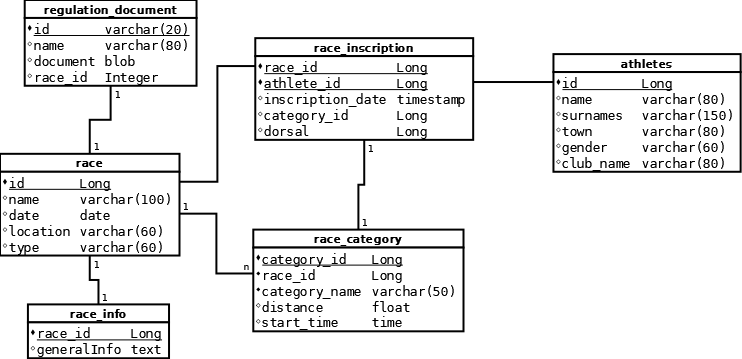 regulation_document
id varchar(20)
name varchar(80)
document blob
race_id Integer
1
1
race
id Long
name varchar(100)
date date
location varchar(60)
type varchar(60)
1
1
race_info
race_id Long
generalInfo text
1
n
race_inscription
race_id Long
athlete_id Long
inscription_date timestamp
category_id Long
dorsal Long
1
1
race_category
category_id Long
race_id Long
category_name varchar(50)
distance float
start_time time
athletes
id Long
name varchar(80)
surnames varchar(150)
town varchar(80)
gender varchar(60)
club_name varchar(80)